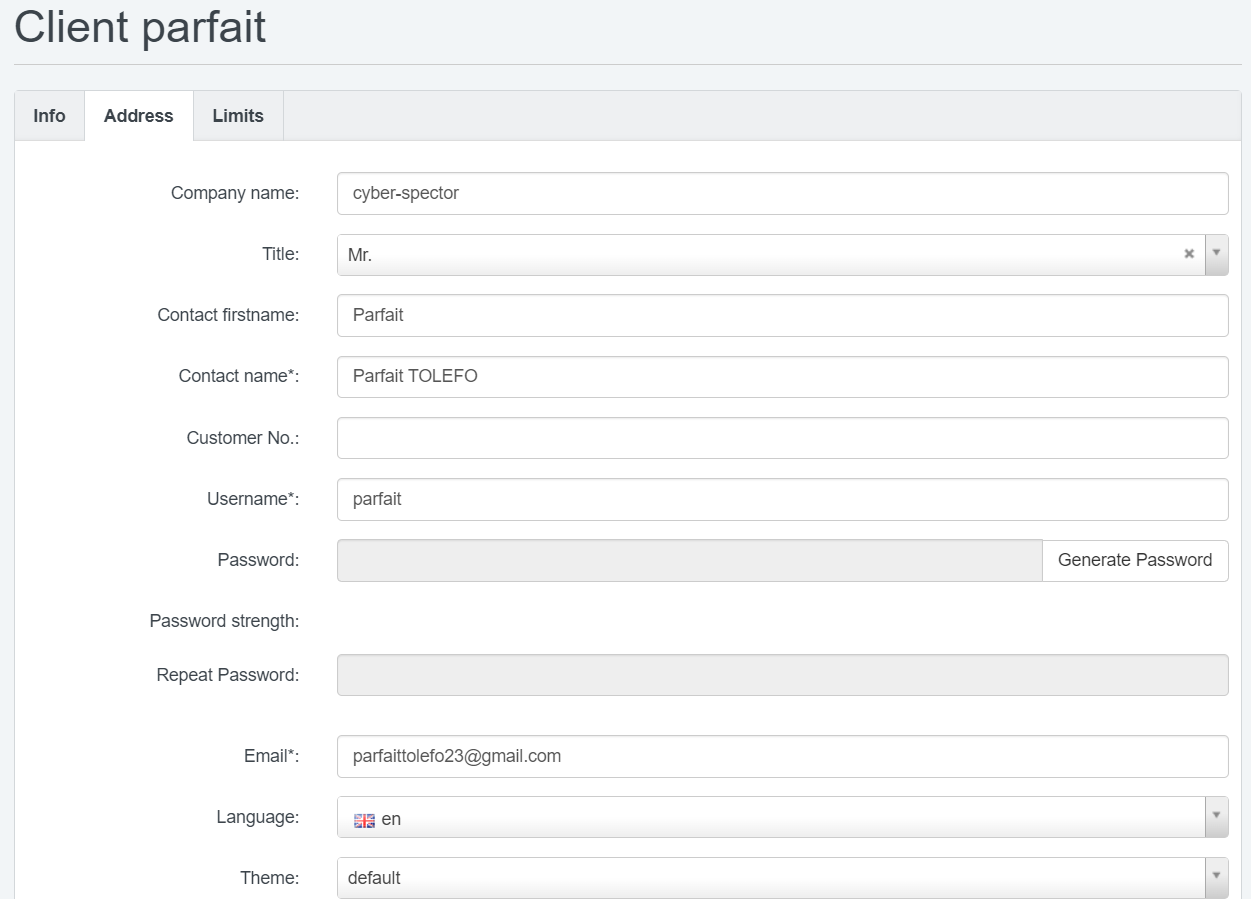 Client parfait
Info Address Limits
Company name: cyber-spector
Title: Mr.
Contact firstname: Parfait
Contact name*: Parfait TOLEFO
Customer No.:
Username*: parfait
Password: Generate Password
Password strength:
Repeat Password:
Email*: parfaittolefo23@gmail.com
Language: en
Theme: default